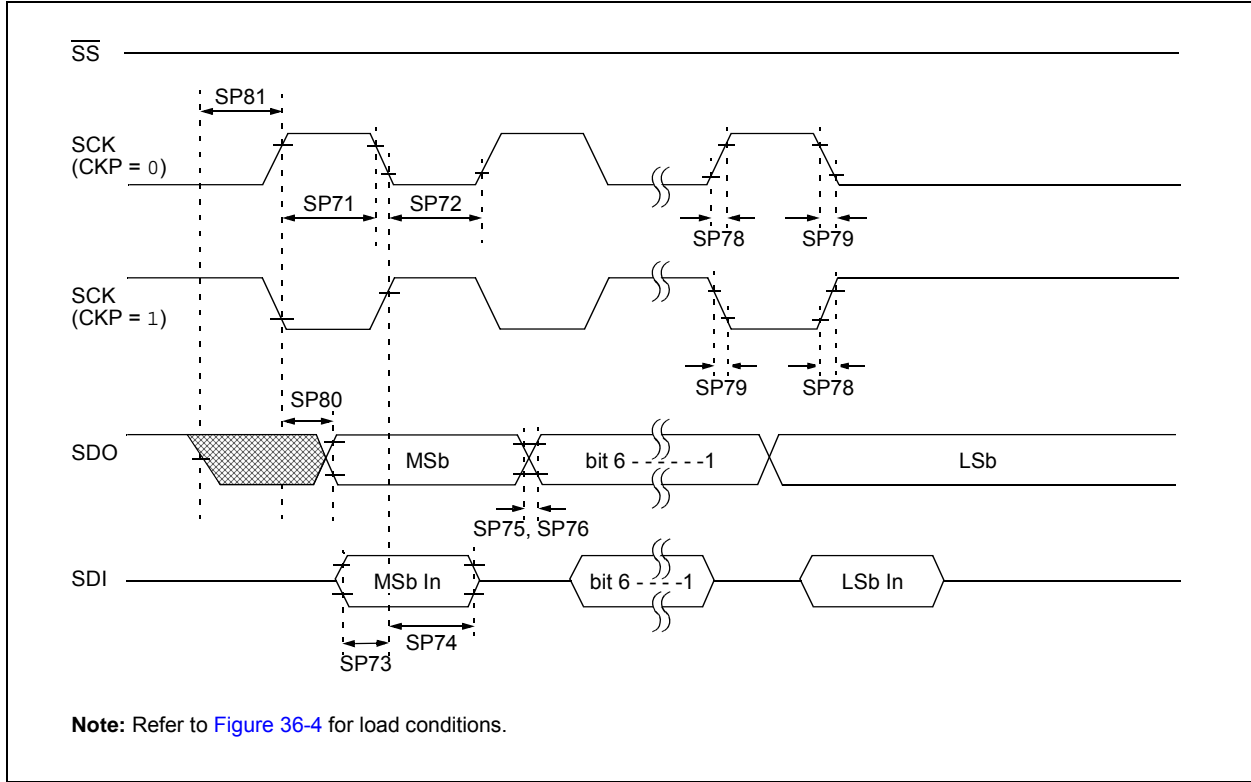 SS
SP81
SCK
(CKP = 0)
SP71
SP72
SP78
SP79
SCK
(CKP = 1)
SP79
SP78
SP80
SDO
MSb
bit 6 - - - - - - -1
LSb
SP75, SP76
SDI
MSb In
bit 6 - - - - -1
LSb In
SP74
SP73
Note: Refer to Figure 36-4 for load conditions.